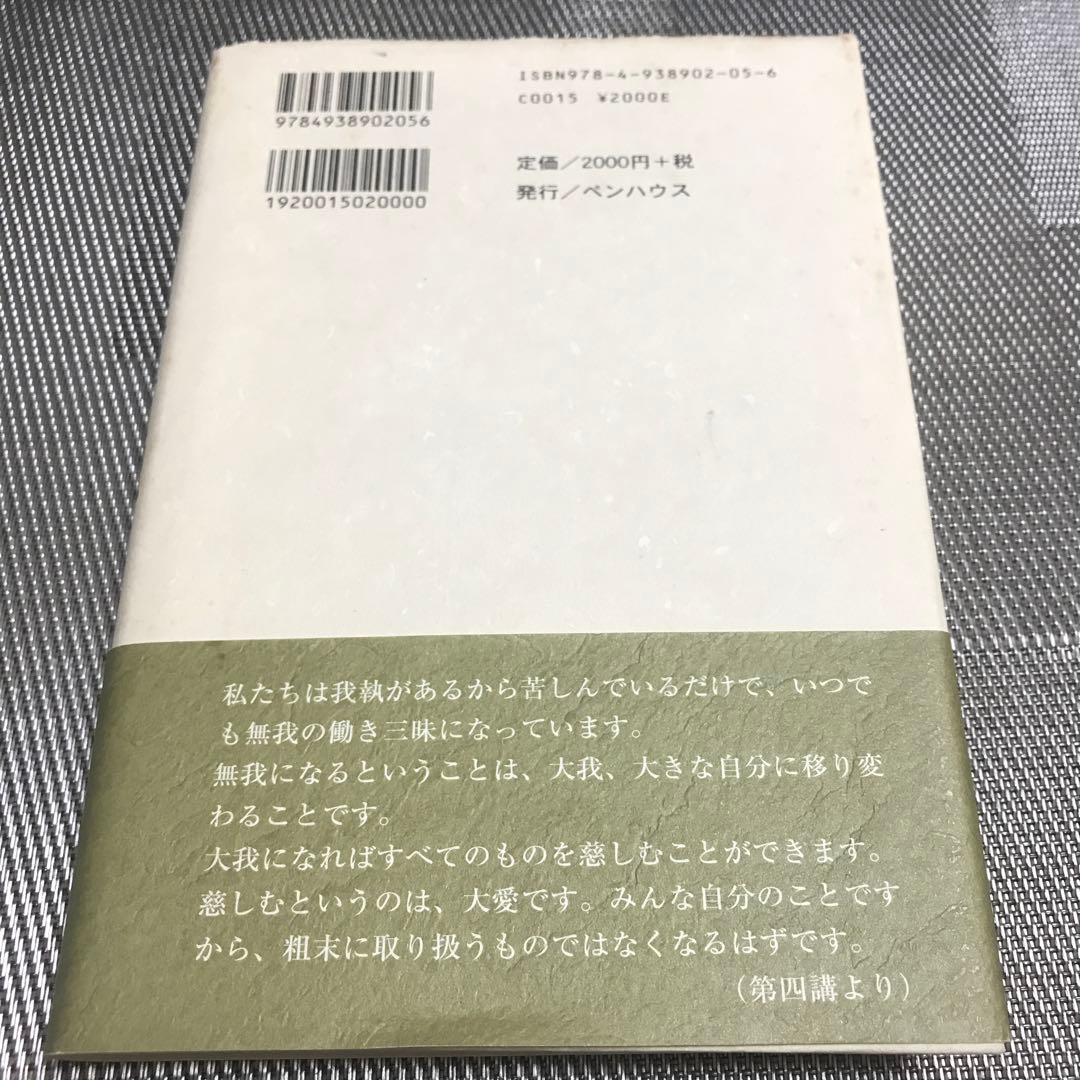 ISBN978-4-938902-05-6
C0015 ¥2000E
9784938902056
定価／2000円＋税
発行／ペンハウス
1920015020000
私たちは我執があるから苦しんでいるだけで、いつで
も無我の働き三昧になっています。
無我になるということは、大我、大きな自分に移り変
わることです。
大我になればすべてのものを慈しむことができます。
慈しむというのは、大愛です。みんな自分のことです
から、粗末に取り扱うものではなくなるはずです。
（第四講より）